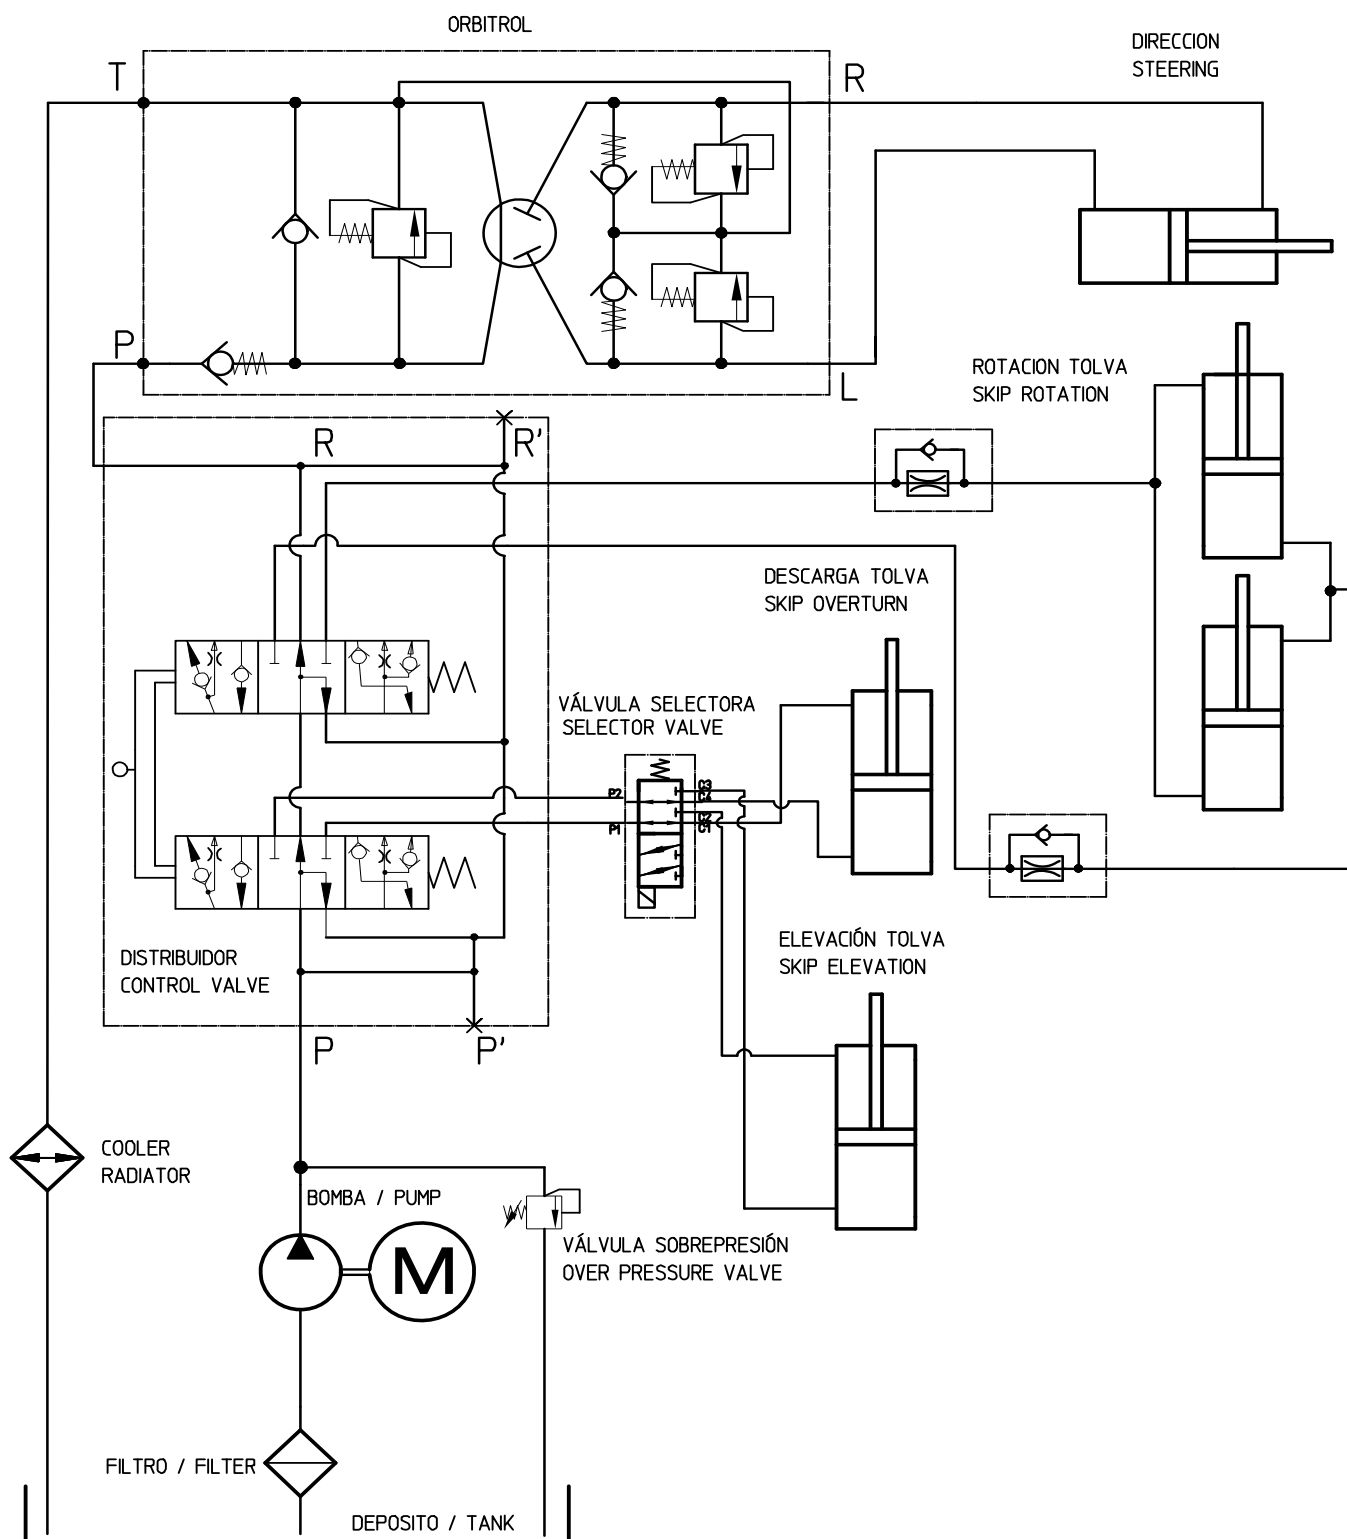 ORBITROL
DIRECCION
STEERING
T
R
P
L
ROTACION TOLVA
SKIP ROTATION
R
R'
DESCARGA TOLVA
SKIP OVERTURN
VÁLVULA SELECTORA
SELECTOR VALVE
P2
C3
C4
C2
P1
C1
ELEVACIÓN TOLVA
SKIP ELEVATION
DISTRIBUIDOR
CONTROL VALVE
P
P'
COOLER
RADIATOR
BOMBA / PUMP
M
VÁLVULA SOBREPRESIÓN
OVER PRESSURE VALVE
FILTRO / FILTER
DEPOSITO / TANK